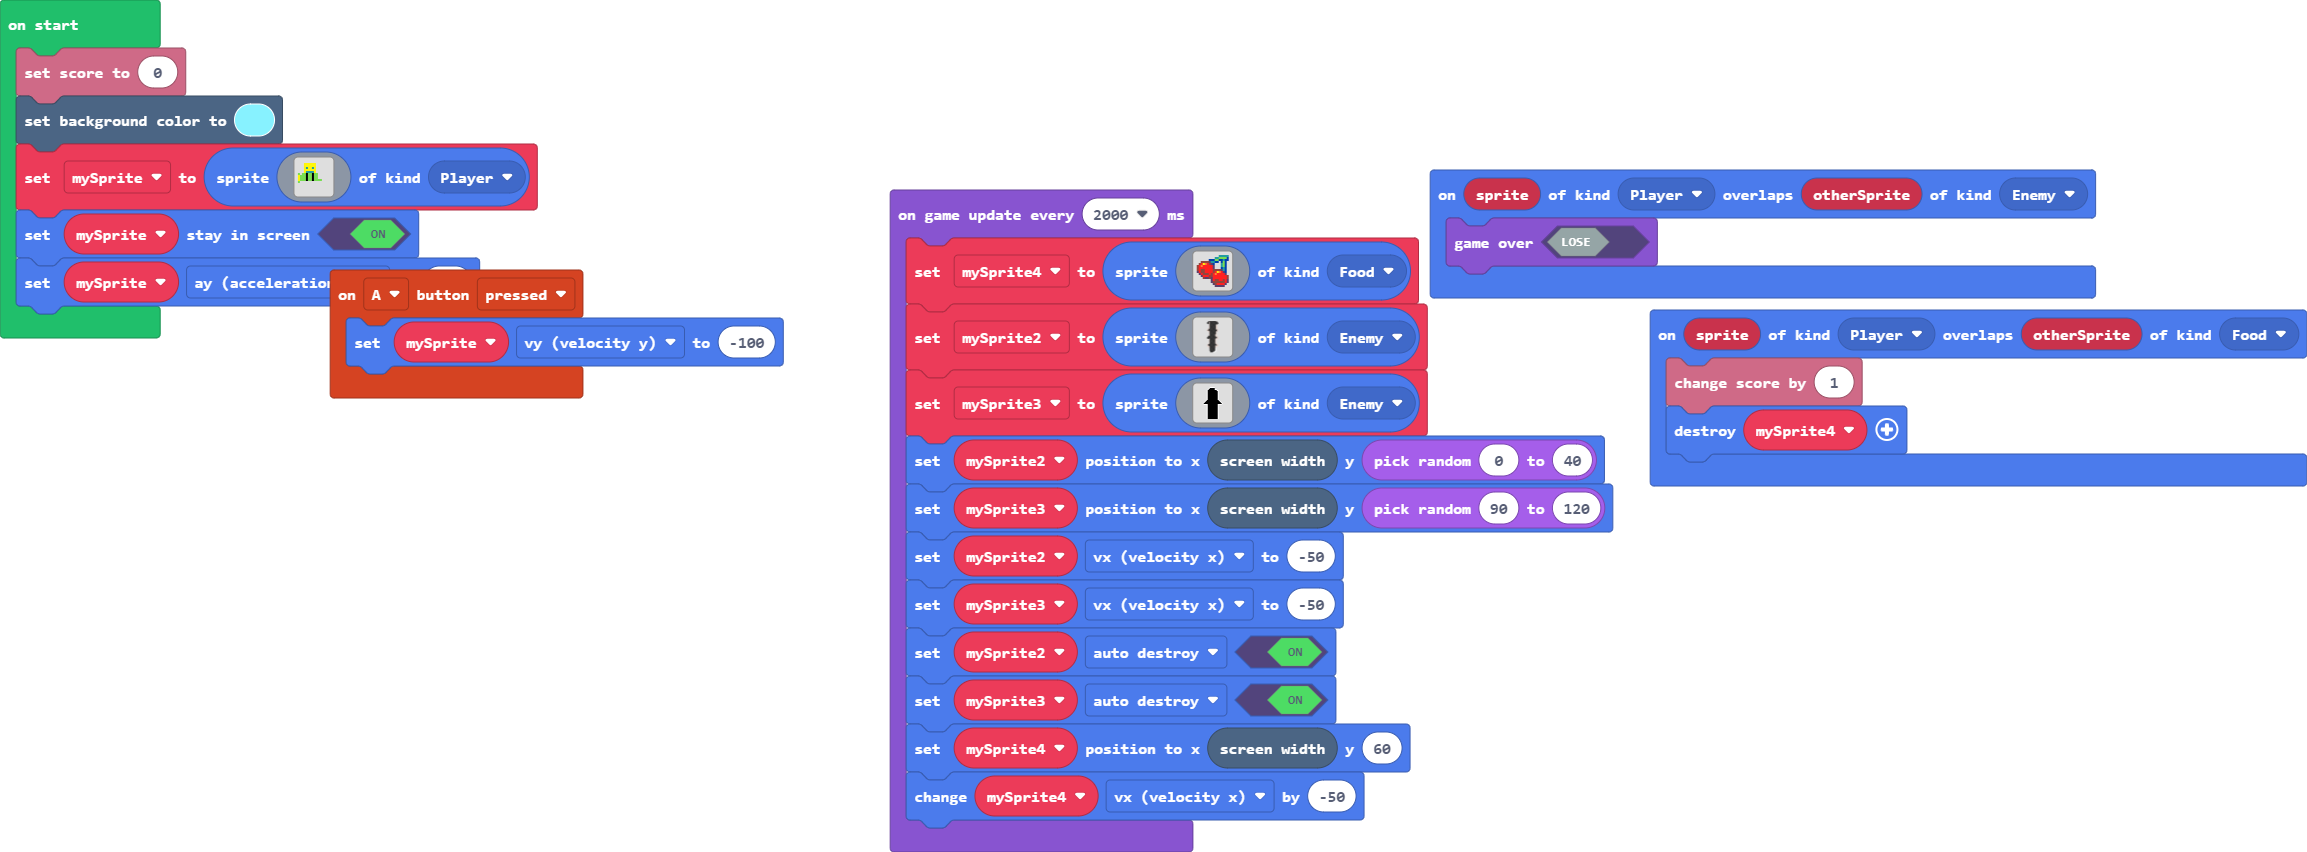 on start
set score to 0
set background color to
set mySprite to sprite of kind Player
set mySprite stay in screen ON
set mySprite ay (acceleration
on A button pressed
set mySprite vy (velocity y) to -100
on game update every 2000 ms
set mySprite4 to sprite of kind Food
set mySprite2 to sprite of kind Enemy
set mySprite3 to sprite of kind Enemy
set mySprite2 position to x screen width y pick random 0 to 40
set mySprite3 position to x screen width y pick random 90 to 120
set mySprite2 vx (velocity x) to -50
set mySprite3 vx (velocity x) to -50
set mySprite2 auto destroy ON
set mySprite3 auto destroy ON
set mySprite4 position to x screen width y 60
change mySprite4 vx (velocity x) by -50
on sprite of kind Player overlaps otherSprite of kind Enemy
game over LOSE
on sprite of kind Player overlaps otherSprite of kind Food
change score by 1
destroy mySprite4